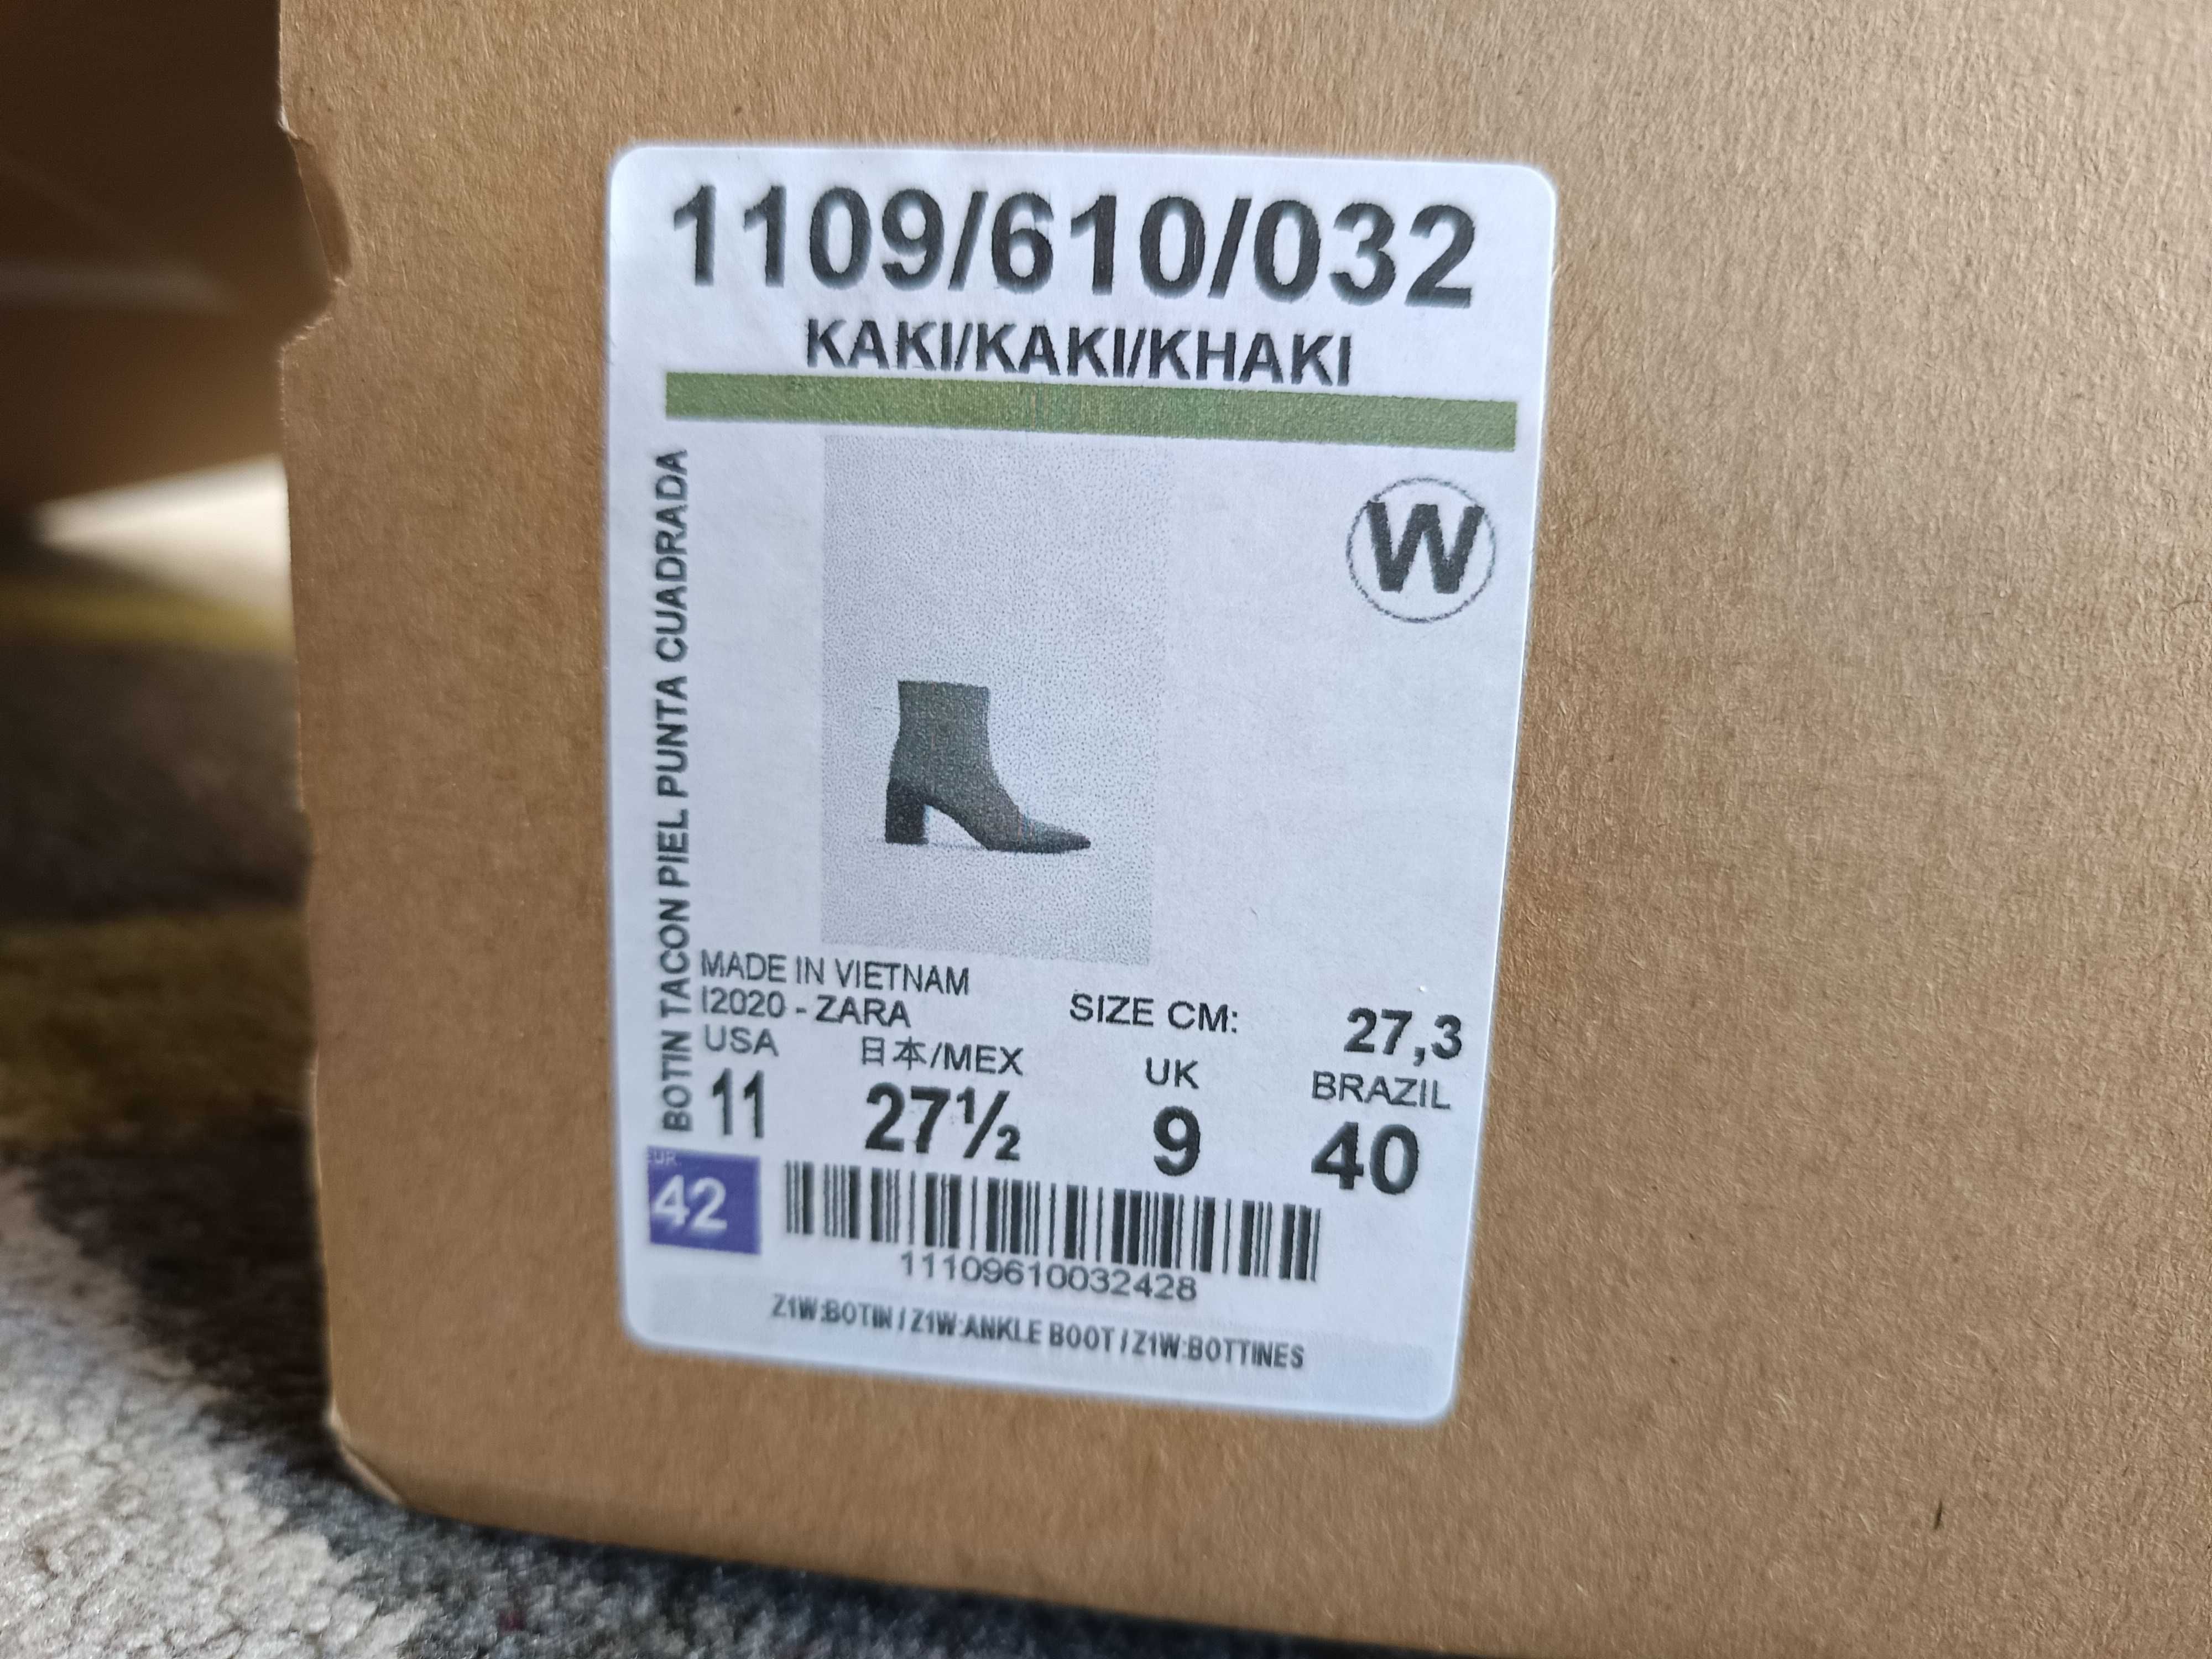 1109/610/032
KAKI/KAKI/KHAKI
W
BOTIN TACON PIEL PUNTA CUADRADA
MADE IN VIETNAM
I2020 - ZARA
SIZE CM: 27,3
USA 日本/MEX UK BRAZIL
11 27½ 9 40
EUR.
42
11109610032428
Z1W:BOTIN / Z1W:ANKLE BOOT / Z1W:BOTTINES